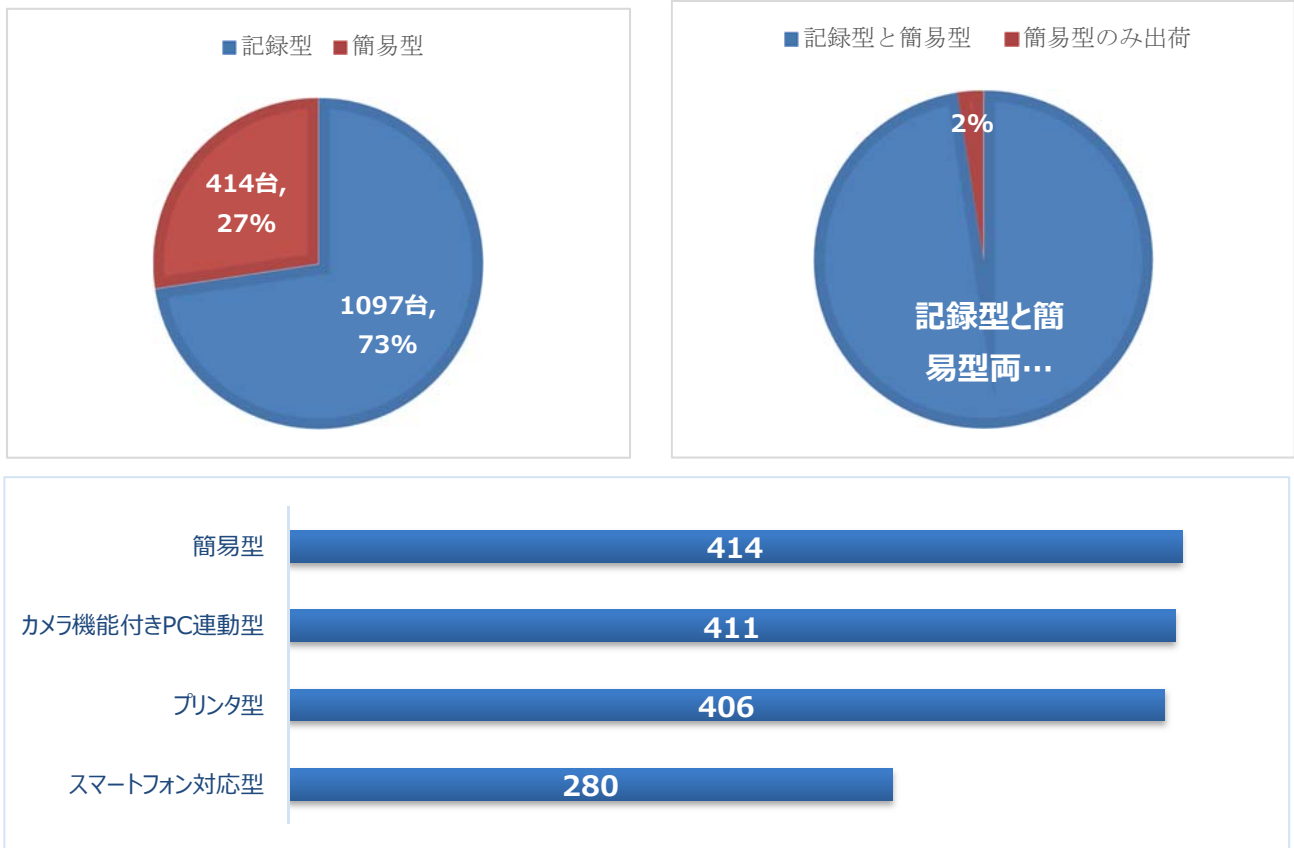 記録型 簡易型
414台,
27%
1097台,
73%
記録型と簡易型 簡易型のみ出荷
2%
記録型と簡
易型両…
簡易型 414
カメラ機能付きPC連動型 411
プリンタ型 406
スマートフォン対応型 280